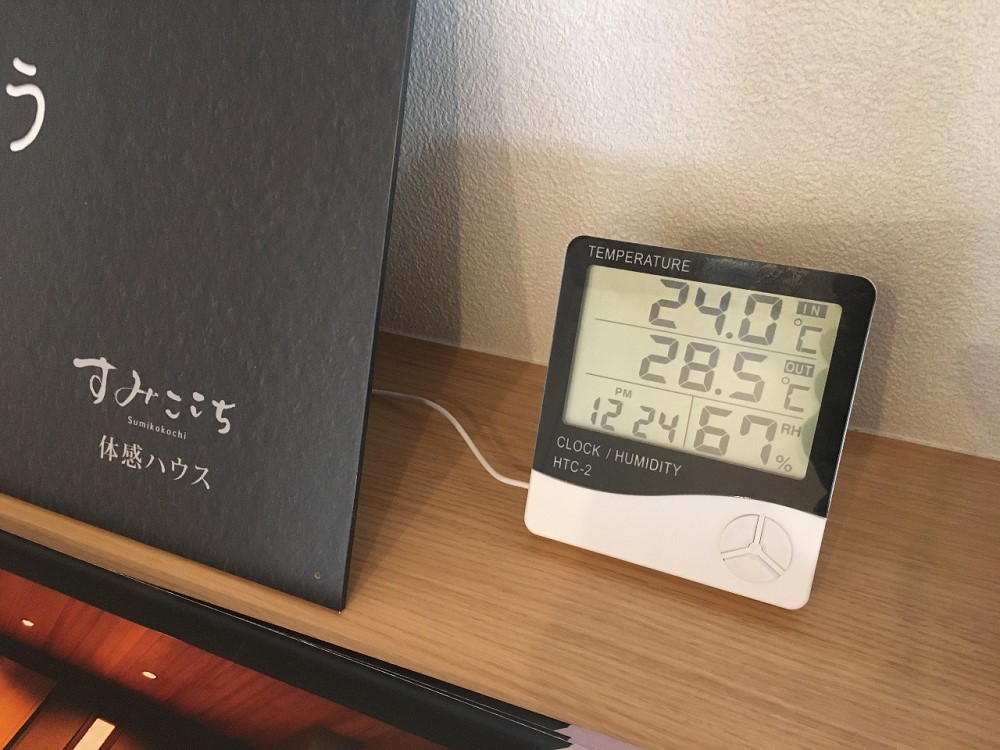 う
すみここち
Sumikokochi
体感ハウス
TEMPERATURE
24.0 IN ℃
28.5 OUT ℃
PM 12 24 67 RH %
CLOCK / HUMIDITY
HTC-2